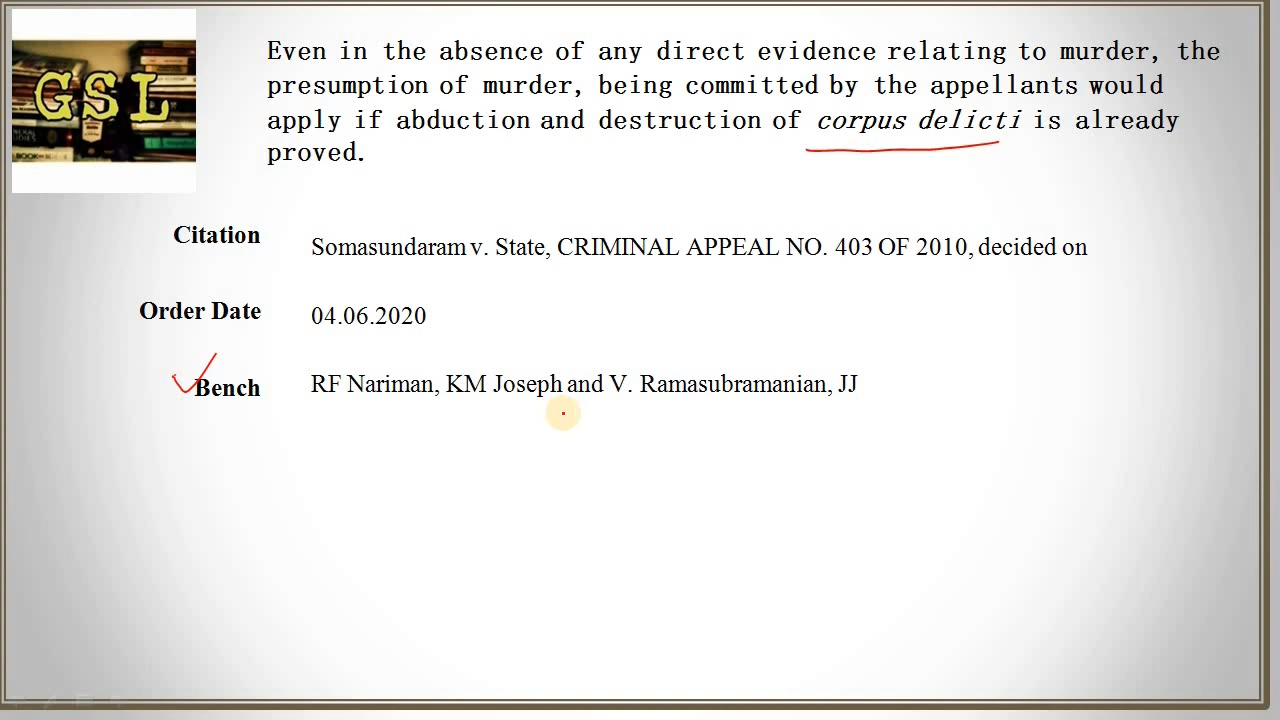 GSL
Even in the absence of any direct evidence relating to murder, the
presumption of murder, being committed by the appellants would
apply if abduction and destruction of corpus delicti is already
proved.
Citation
Somasundaram v. State, CRIMINAL APPEAL NO. 403 OF 2010, decided on
Order Date
04.06.2020
Bench
RF Nariman, KM Joseph and V. Ramasubramanian, JJ